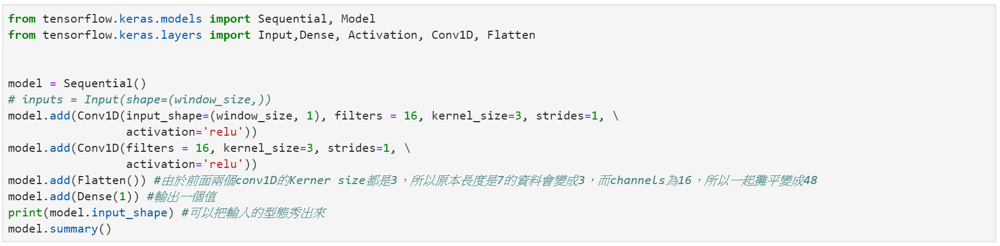 from tensorflow.keras.models import Sequential, Model
from tensorflow.keras.layers import Input,Dense, Activation, Conv1D, Flatten
model = Sequential()
# inputs = Input(shape=(window_size,))
model.add(Conv1D(input_shape=(window_size, 1), filters = 16, kernel_size=3, strides=1, \
activation='relu'))
model.add(Conv1D(filters = 16, kernel_size=3, strides=1, \
activation='relu'))
model.add(Flatten()) #由於前面兩個conv1D的Kerner size都是3，所以原本長度是7的資料會變成3，而channels為16，所以一起攤平變成48
model.add(Dense(1)) #輸出一個值
print(model.input_shape) #可以把輸入的型態秀出來
model.summary()